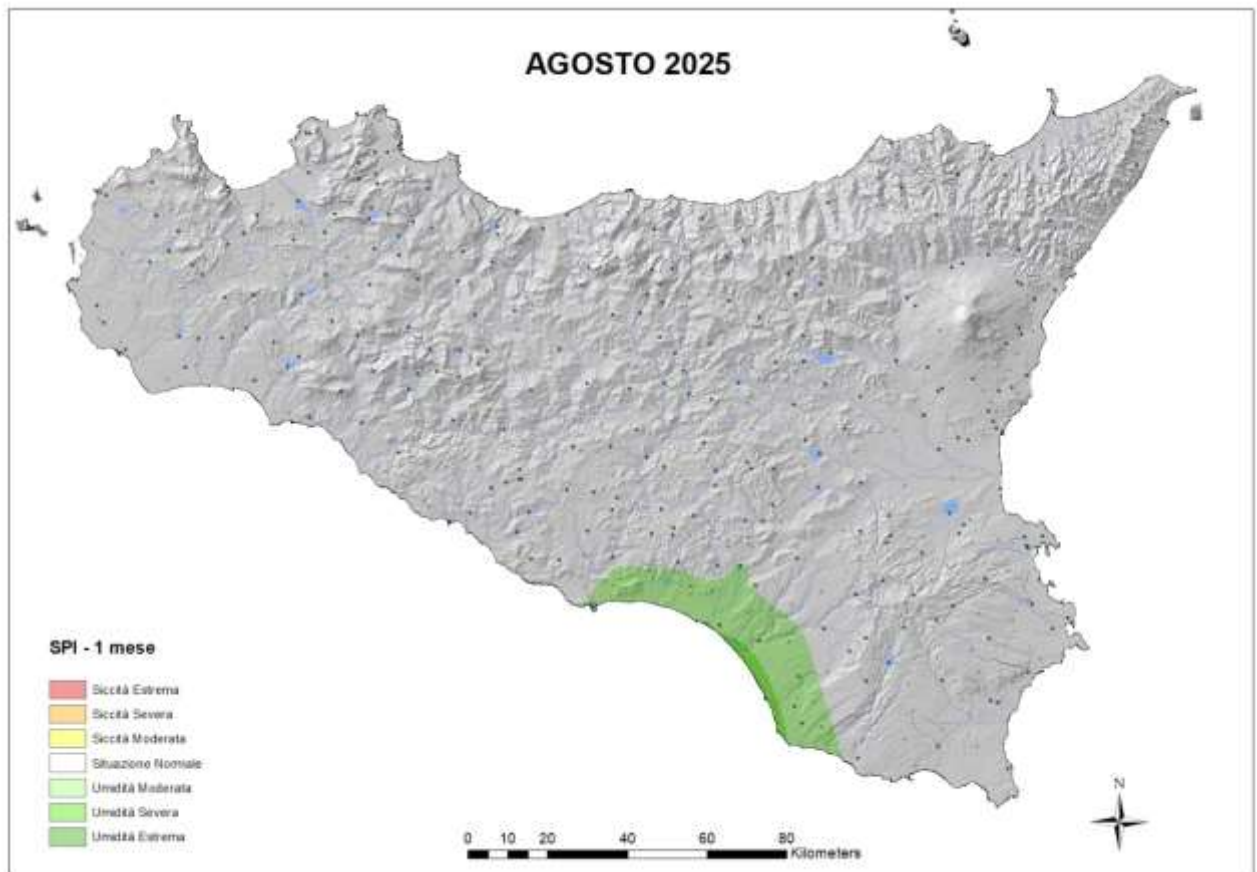 AGOSTO 2025
SPI - 1 mese
Siccità Estrema
Siccità Severa
Siccità Moderata
Situazione Normale
Umidità Moderata
Umidità Severa
Umidità Estrema
N
0 10 20 40 60 80
Kilometers